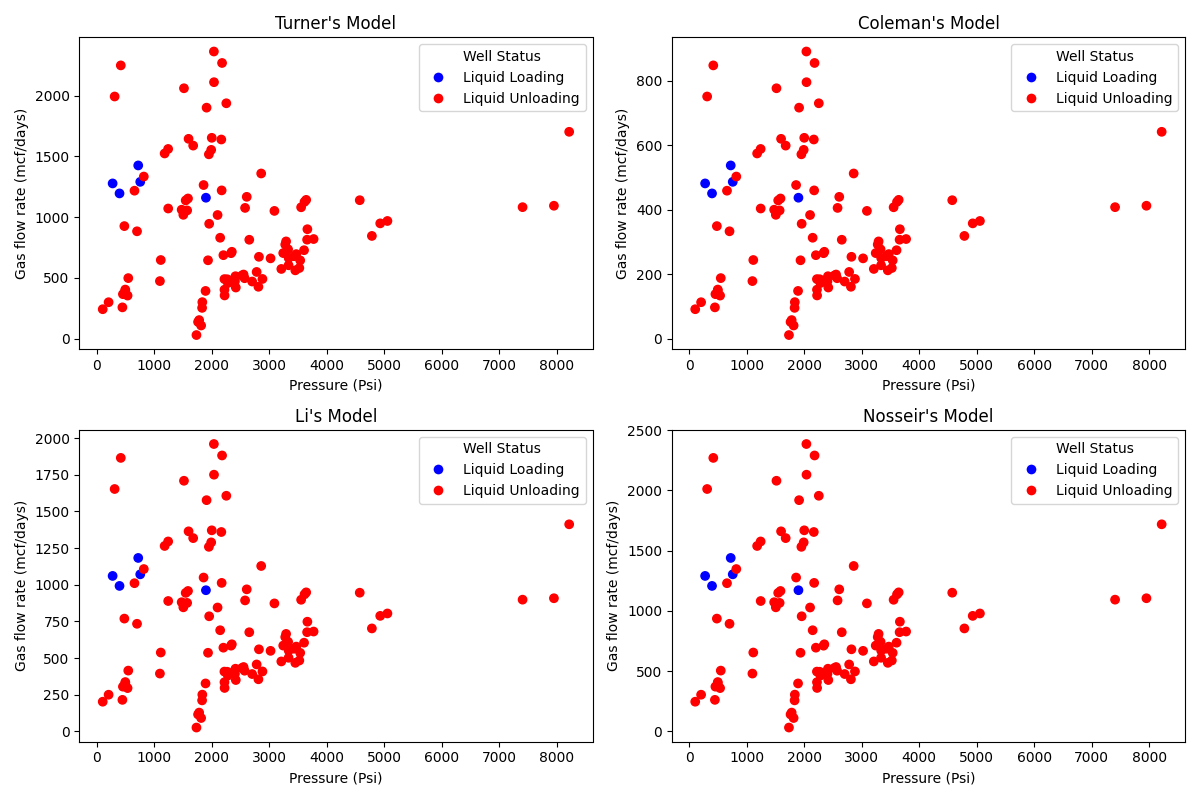 Turner's Model
Gas flow rate (mcf/days)
2000
1500
1000
500
0
Well Status
Liquid Loading
Liquid Unloading
0 1000 2000 3000 4000 5000 6000 7000 8000
Pressure (Psi)
Coleman's Model
Gas flow rate (mcf/days)
800
600
400
200
0
Well Status
Liquid Loading
Liquid Unloading
0 1000 2000 3000 4000 5000 6000 7000 8000
Pressure (Psi)
Li's Model
Gas flow rate (mcf/days)
2000
1750
1500
1250
1000
750
500
250
0
Well Status
Liquid Loading
Liquid Unloading
0 1000 2000 3000 4000 5000 6000 7000 8000
Pressure (Psi)
Nosseir's Model
Gas flow rate (mcf/days)
2500
2000
1500
1000
500
0
Well Status
Liquid Loading
Liquid Unloading
0 1000 2000 3000 4000 5000 6000 7000 8000
Pressure (Psi)